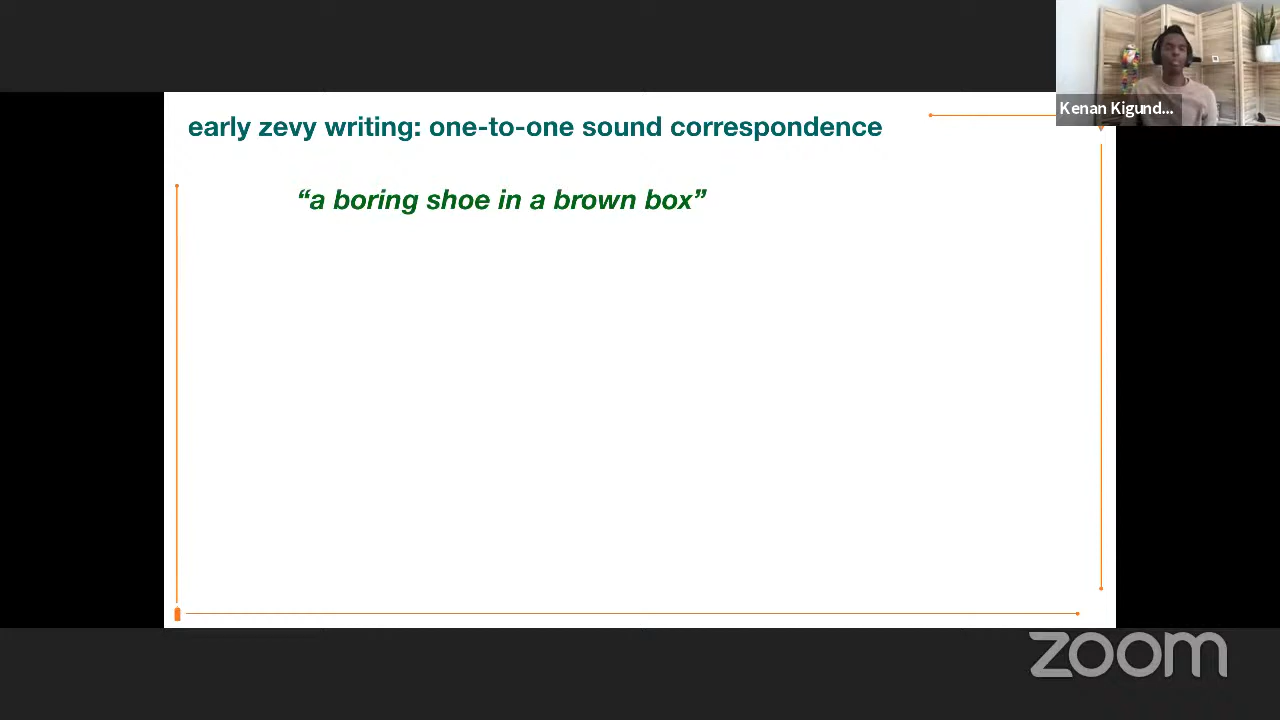 Kenan Kigund...
early zevy writing: one-to-one sound correspondence
“a boring shoe in a brown box”
zoom